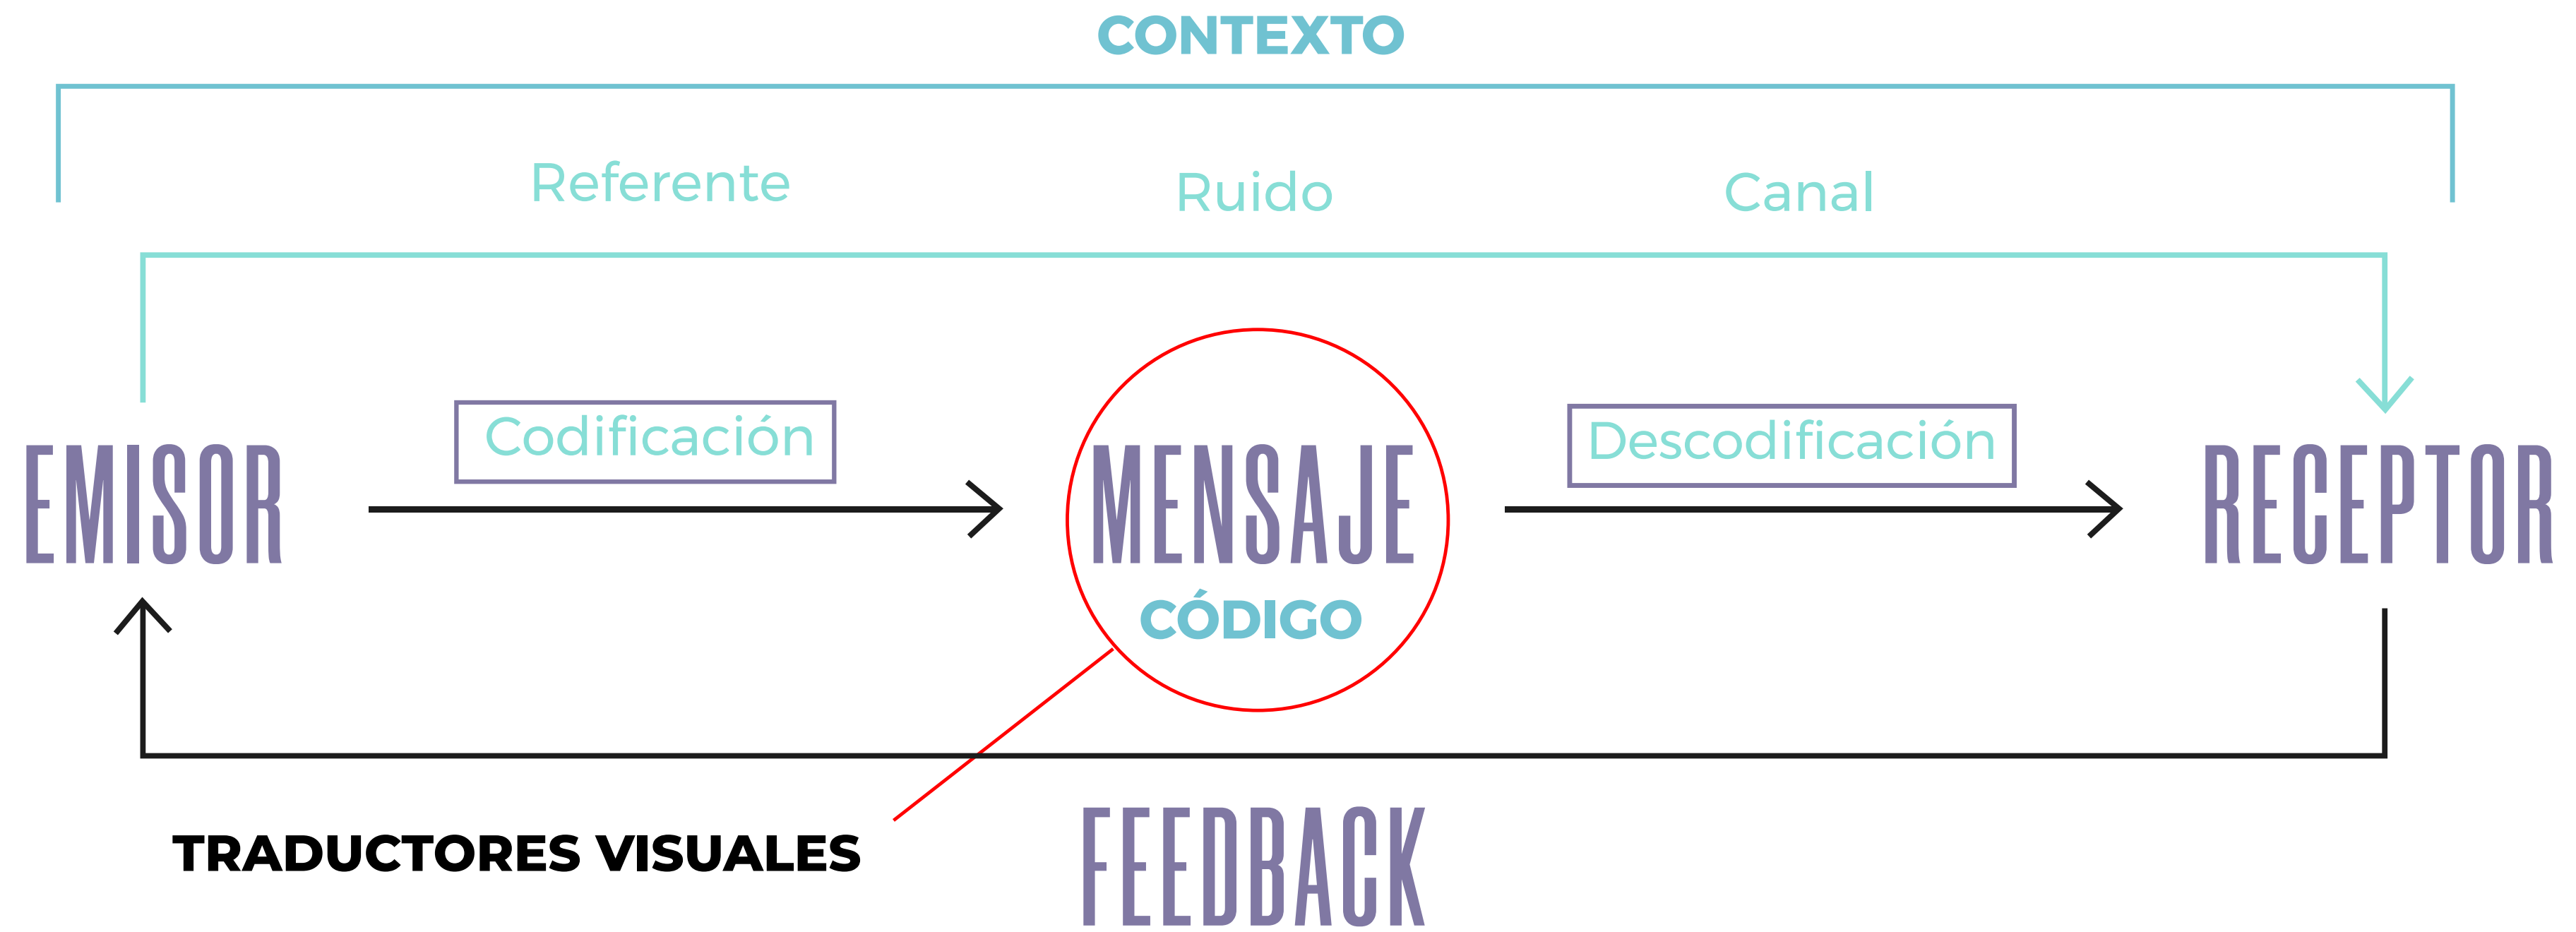 CONTEXTO
Referente
Ruido
Canal
Codificación
Descodificación
EMISOR
MENSAJE
RECEPTOR
CÓDIGO
TRADUCTORES VISUALES
FEEDBACK